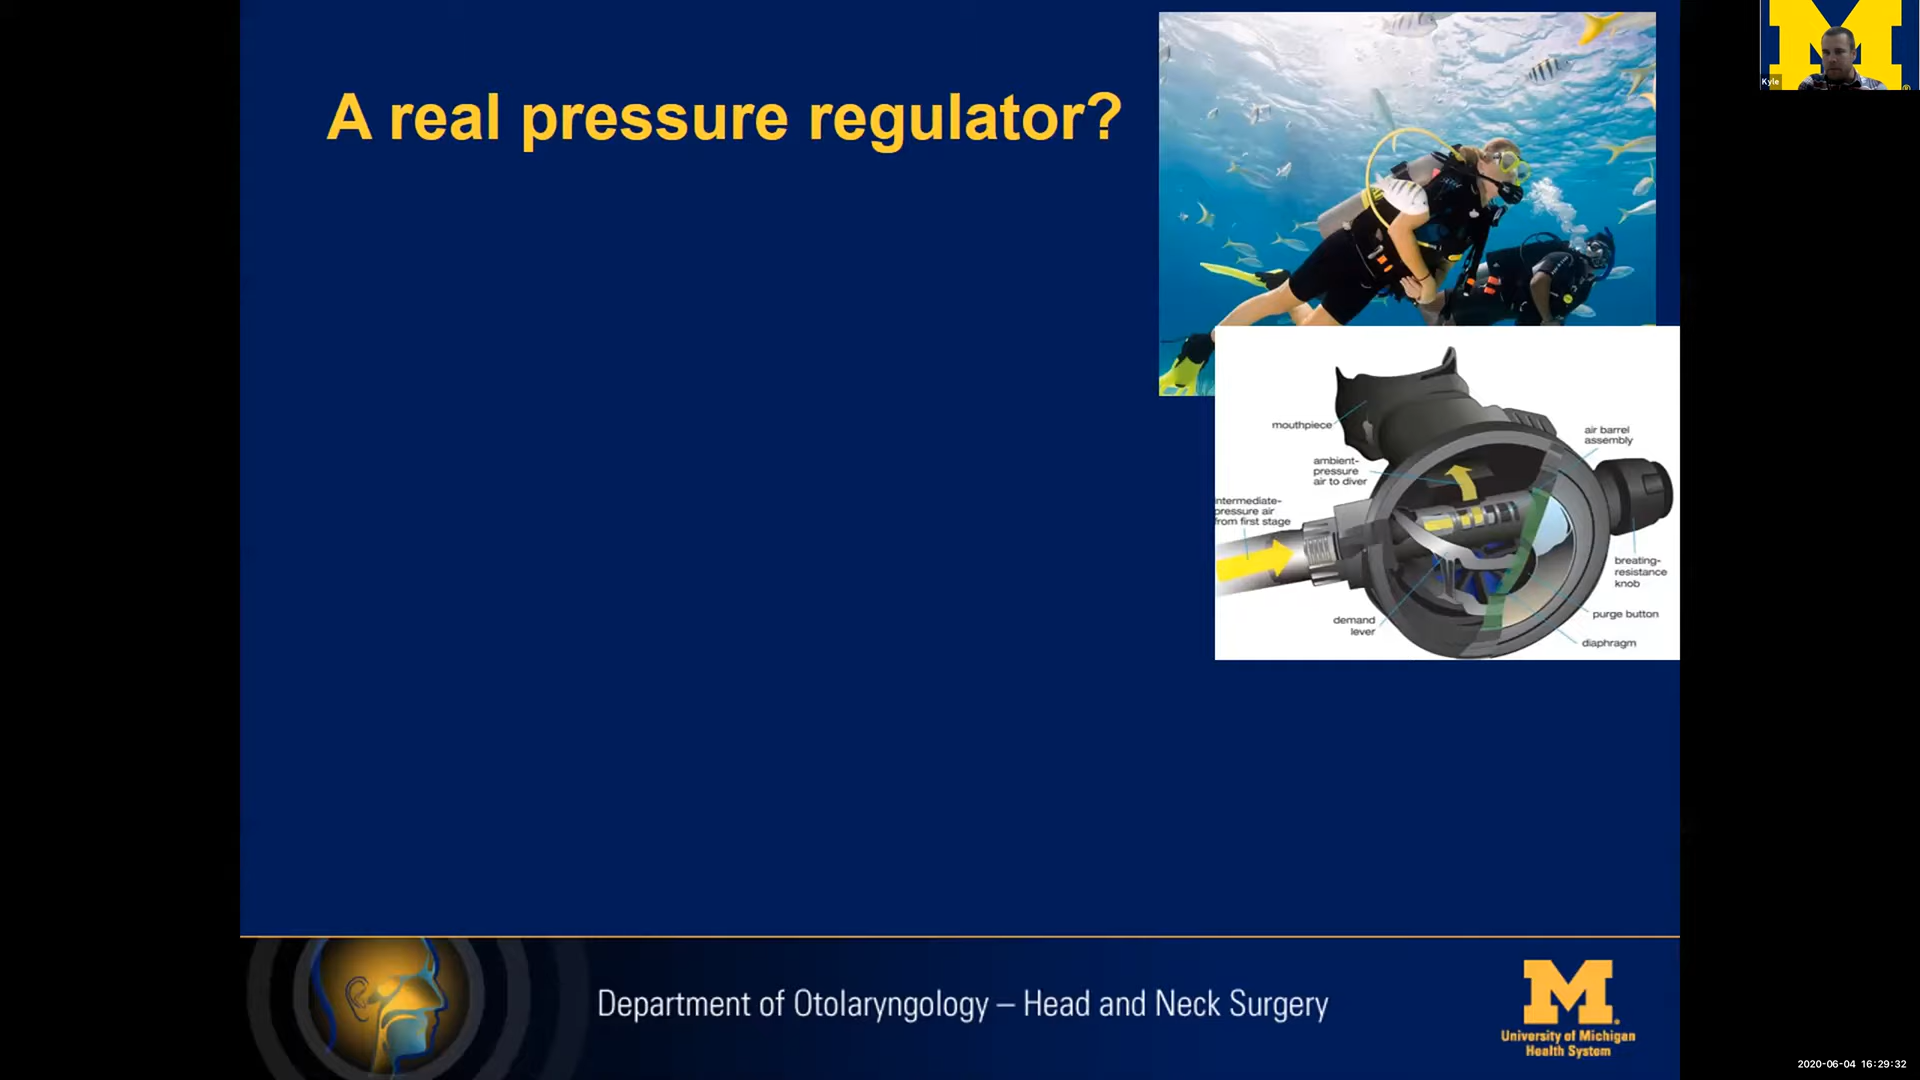 A real pressure regulator?
Kyle
mouthpiece
air barrel
assembly
ambient-
pressure
air to diver
intermediate-
pressure air
from first stage
breating-
resistance
knob
purge button
demand
lever
diaphragm
Department of Otolaryngology – Head and Neck Surgery
M
University of Michigan
Health System
2020-06-04 16:29:32